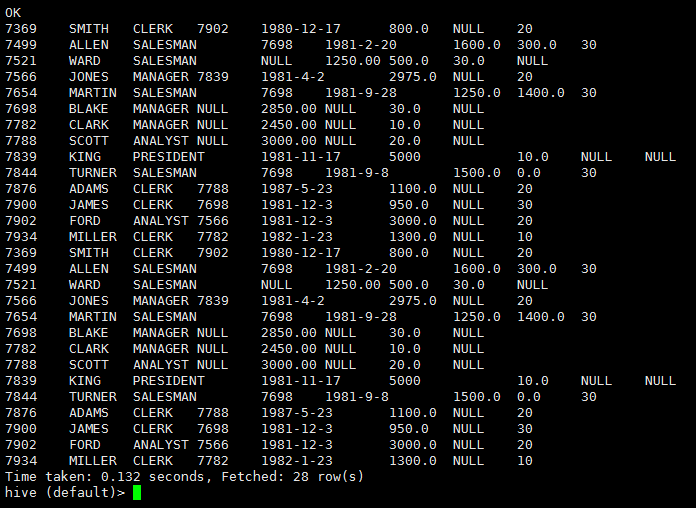 OK
7369 SMITH CLERK 7902 1980-12-17 800.0 NULL 20
7499 ALLEN SALESMAN 7698 1981-2-20 1600.0 300.0 30
7521 WARD SALESMAN NULL 1250.00 500.0 30.0 NULL
7566 JONES MANAGER 7839 1981-4-2 2975.0 NULL 20
7654 MARTIN SALESMAN 7698 1981-9-28 1250.0 1400.0 30
7698 BLAKE MANAGER NULL 2850.00 NULL 30.0 NULL
7782 CLARK MANAGER NULL 2450.00 NULL 10.0 NULL
7788 SCOTT ANALYST NULL 3000.00 NULL 20.0 NULL
7839 KING PRESIDENT 1981-11-17 5000 10.0 NULL NULL
7844 TURNER SALESMAN 7698 1981-9-8 1500.0 0.0 30
7876 ADAMS CLERK 7788 1987-5-23 1100.0 NULL 20
7900 JAMES CLERK 7698 1981-12-3 950.0 NULL 30
7902 FORD ANALYST 7566 1981-12-3 3000.0 NULL 20
7934 MILLER CLERK 7782 1982-1-23 1300.0 NULL 10
7369 SMITH CLERK 7902 1980-12-17 800.0 NULL 20
7499 ALLEN SALESMAN 7698 1981-2-20 1600.0 300.0 30
7521 WARD SALESMAN NULL 1250.00 500.0 30.0 NULL
7566 JONES MANAGER 7839 1981-4-2 2975.0 NULL 20
7654 MARTIN SALESMAN 7698 1981-9-28 1250.0 1400.0 30
7698 BLAKE MANAGER NULL 2850.00 NULL 30.0 NULL
7782 CLARK MANAGER NULL 2450.00 NULL 10.0 NULL
7788 SCOTT ANALYST NULL 3000.00 NULL 20.0 NULL
7839 KING PRESIDENT 1981-11-17 5000 10.0 NULL NULL
7844 TURNER SALESMAN 7698 1981-9-8 1500.0 0.0 30
7876 ADAMS CLERK 7788 1987-5-23 1100.0 NULL 20
7900 JAMES CLERK 7698 1981-12-3 950.0 NULL 30
7902 FORD ANALYST 7566 1981-12-3 3000.0 NULL 20
7934 MILLER CLERK 7782 1982-1-23 1300.0 NULL 10
Time taken: 0.132 seconds, Fetched: 28 row(s)
hive (default)>